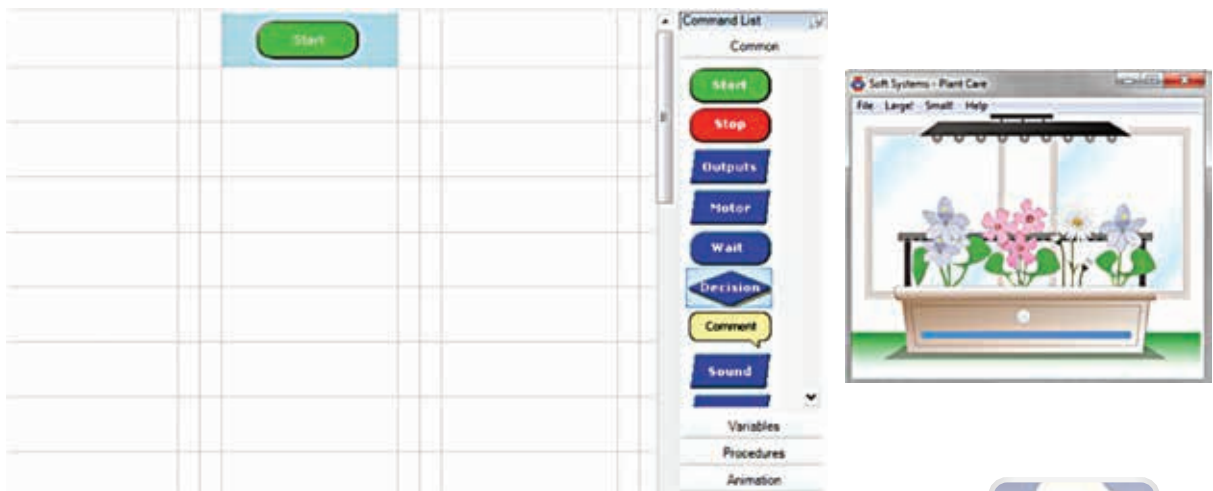 Start
Command List
Common
Start
Stop
Outputs
Motor
Wait
Decision
Comment
Sound
Variables
Procedures
Animation
Soft Systems - Plant Care
File Large! Small! Help